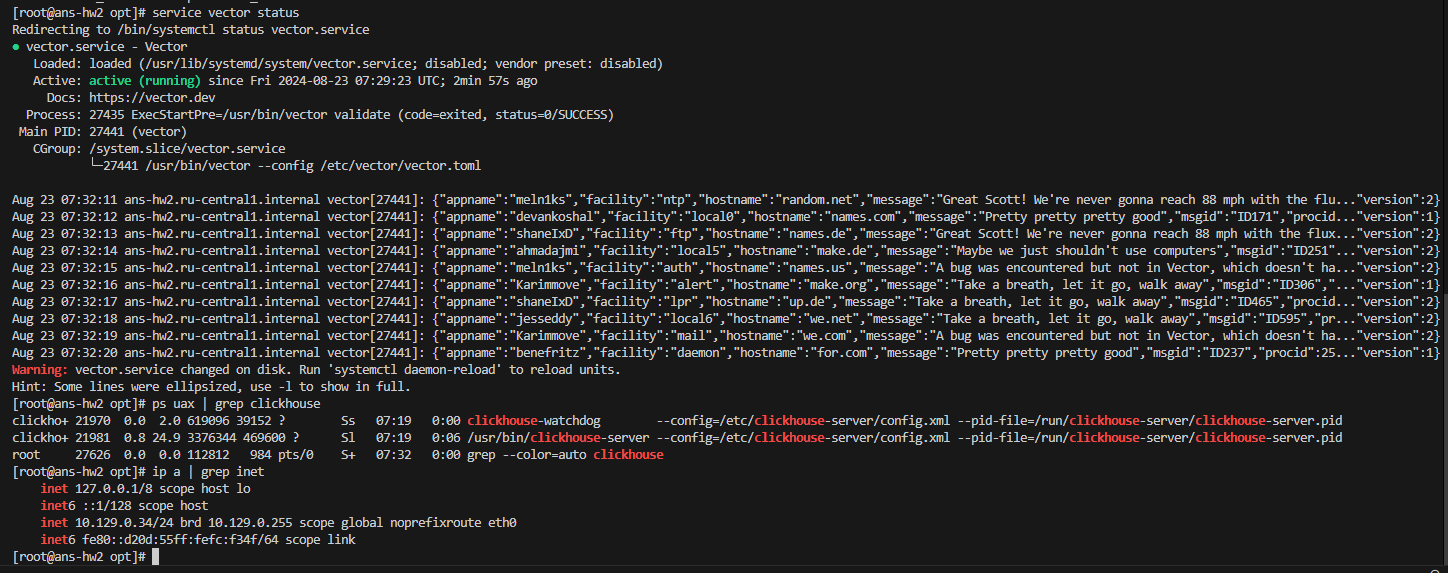 [root@ans-hw2 opt]# service vector status
Redirecting to /bin/systemctl status vector.service
● vector.service - Vector
   Loaded: loaded (/usr/lib/systemd/system/vector.service; disabled; vendor preset: disabled)
   Active: active (running) since Fri 2024-08-23 07:29:23 UTC; 2min 57s ago
     Docs: https://vector.dev
  Process: 27435 ExecStartPre=/usr/bin/vector validate (code=exited, status=0/SUCCESS)
 Main PID: 27441 (vector)
   CGroup: /system.slice/vector.service
           └─27441 /usr/bin/vector --config /etc/vector/vector.toml
Aug 23 07:32:11 ans-hw2.ru-central1.internal vector[27441]: {"appname":"meln1ks","facility":"ntp","hostname":"random.net","message":"Great Scott! We're never gonna reach 88 mph with the flu..."version":2}
Aug 23 07:32:12 ans-hw2.ru-central1.internal vector[27441]: {"appname":"devankoshal","facility":"local0","hostname":"names.com","message":"Pretty pretty pretty good","msgid":"ID171","procid..."version":2}
Aug 23 07:32:13 ans-hw2.ru-central1.internal vector[27441]: {"appname":"shaneIxD","facility":"ftp","hostname":"names.de","message":"Great Scott! We're never gonna reach 88 mph with the flux..."version":2}
Aug 23 07:32:14 ans-hw2.ru-central1.internal vector[27441]: {"appname":"ahmadajmi","facility":"local5","hostname":"make.de","message":"Maybe we just shouldn't use computers","msgid":"ID251"..."version":2}
Aug 23 07:32:15 ans-hw2.ru-central1.internal vector[27441]: {"appname":"meln1ks","facility":"auth","hostname":"names.us","message":"A bug was encountered but not in Vector, which doesn't ha..."version":2}
Aug 23 07:32:16 ans-hw2.ru-central1.internal vector[27441]: {"appname":"Karimmove","facility":"alert","hostname":"make.org","message":"Take a breath, let it go, walk away","msgid":"ID306","..."version":1}
Aug 23 07:32:17 ans-hw2.ru-central1.internal vector[27441]: {"appname":"shaneIxD","facility":"lpr","hostname":"up.de","message":"Take a breath, let it go, walk away","msgid":"ID465","procid..."version":2}
Aug 23 07:32:18 ans-hw2.ru-central1.internal vector[27441]: {"appname":"jesseddy","facility":"local6","hostname":"we.net","message":"Take a breath, let it go, walk away","msgid":"ID595","pr..."version":2}
Aug 23 07:32:19 ans-hw2.ru-central1.internal vector[27441]: {"appname":"Karimmove","facility":"mail","hostname":"we.com","message":"A bug was encountered but not in Vector, which doesn't ha..."version":2}
Aug 23 07:32:20 ans-hw2.ru-central1.internal vector[27441]: {"appname":"benefritz","facility":"daemon","hostname":"for.com","message":"Pretty pretty pretty good","msgid":"ID237","procid":25..."version":1}
Warning: vector.service changed on disk. Run 'systemctl daemon-reload' to reload units.
Hint: Some lines were ellipsized, use -l to show in full.
[root@ans-hw2 opt]# ps uax | grep clickhouse
clickho+ 21970  0.0  2.0 619096 39152 ?        Ss   07:19   0:00 clickhouse-watchdog        --config=/etc/clickhouse-server/config.xml --pid-file=/run/clickhouse-server/clickhouse-server.pid
clickho+ 21981  0.8 24.9 3376344 469600 ?      Sl   07:19   0:06 /usr/bin/clickhouse-server --config=/etc/clickhouse-server/config.xml --pid-file=/run/clickhouse-server/clickhouse-server.pid
root     27626  0.0  0.0 112812   984 pts/0    S+   07:32   0:00 grep --color=auto clickhouse
[root@ans-hw2 opt]# ip a | grep inet
    inet 127.0.0.1/8 scope host lo
    inet6 ::1/128 scope host
    inet 10.129.0.34/24 brd 10.129.0.255 scope global noprefixroute eth0
    inet6 fe80::d20d:55ff:fefc:f34f/64 scope link
[root@ans-hw2 opt]#